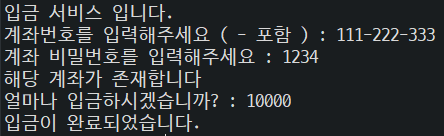 입금 서비스 입니다.
계좌번호를 입력해주세요 ( - 포함 ) : 111-222-333
계좌 비밀번호를 입력해주세요 : 1234
해당 계좌가 존재합니다
얼마나 입금하시겠습니까? : 10000
입금이 완료되었습니다.